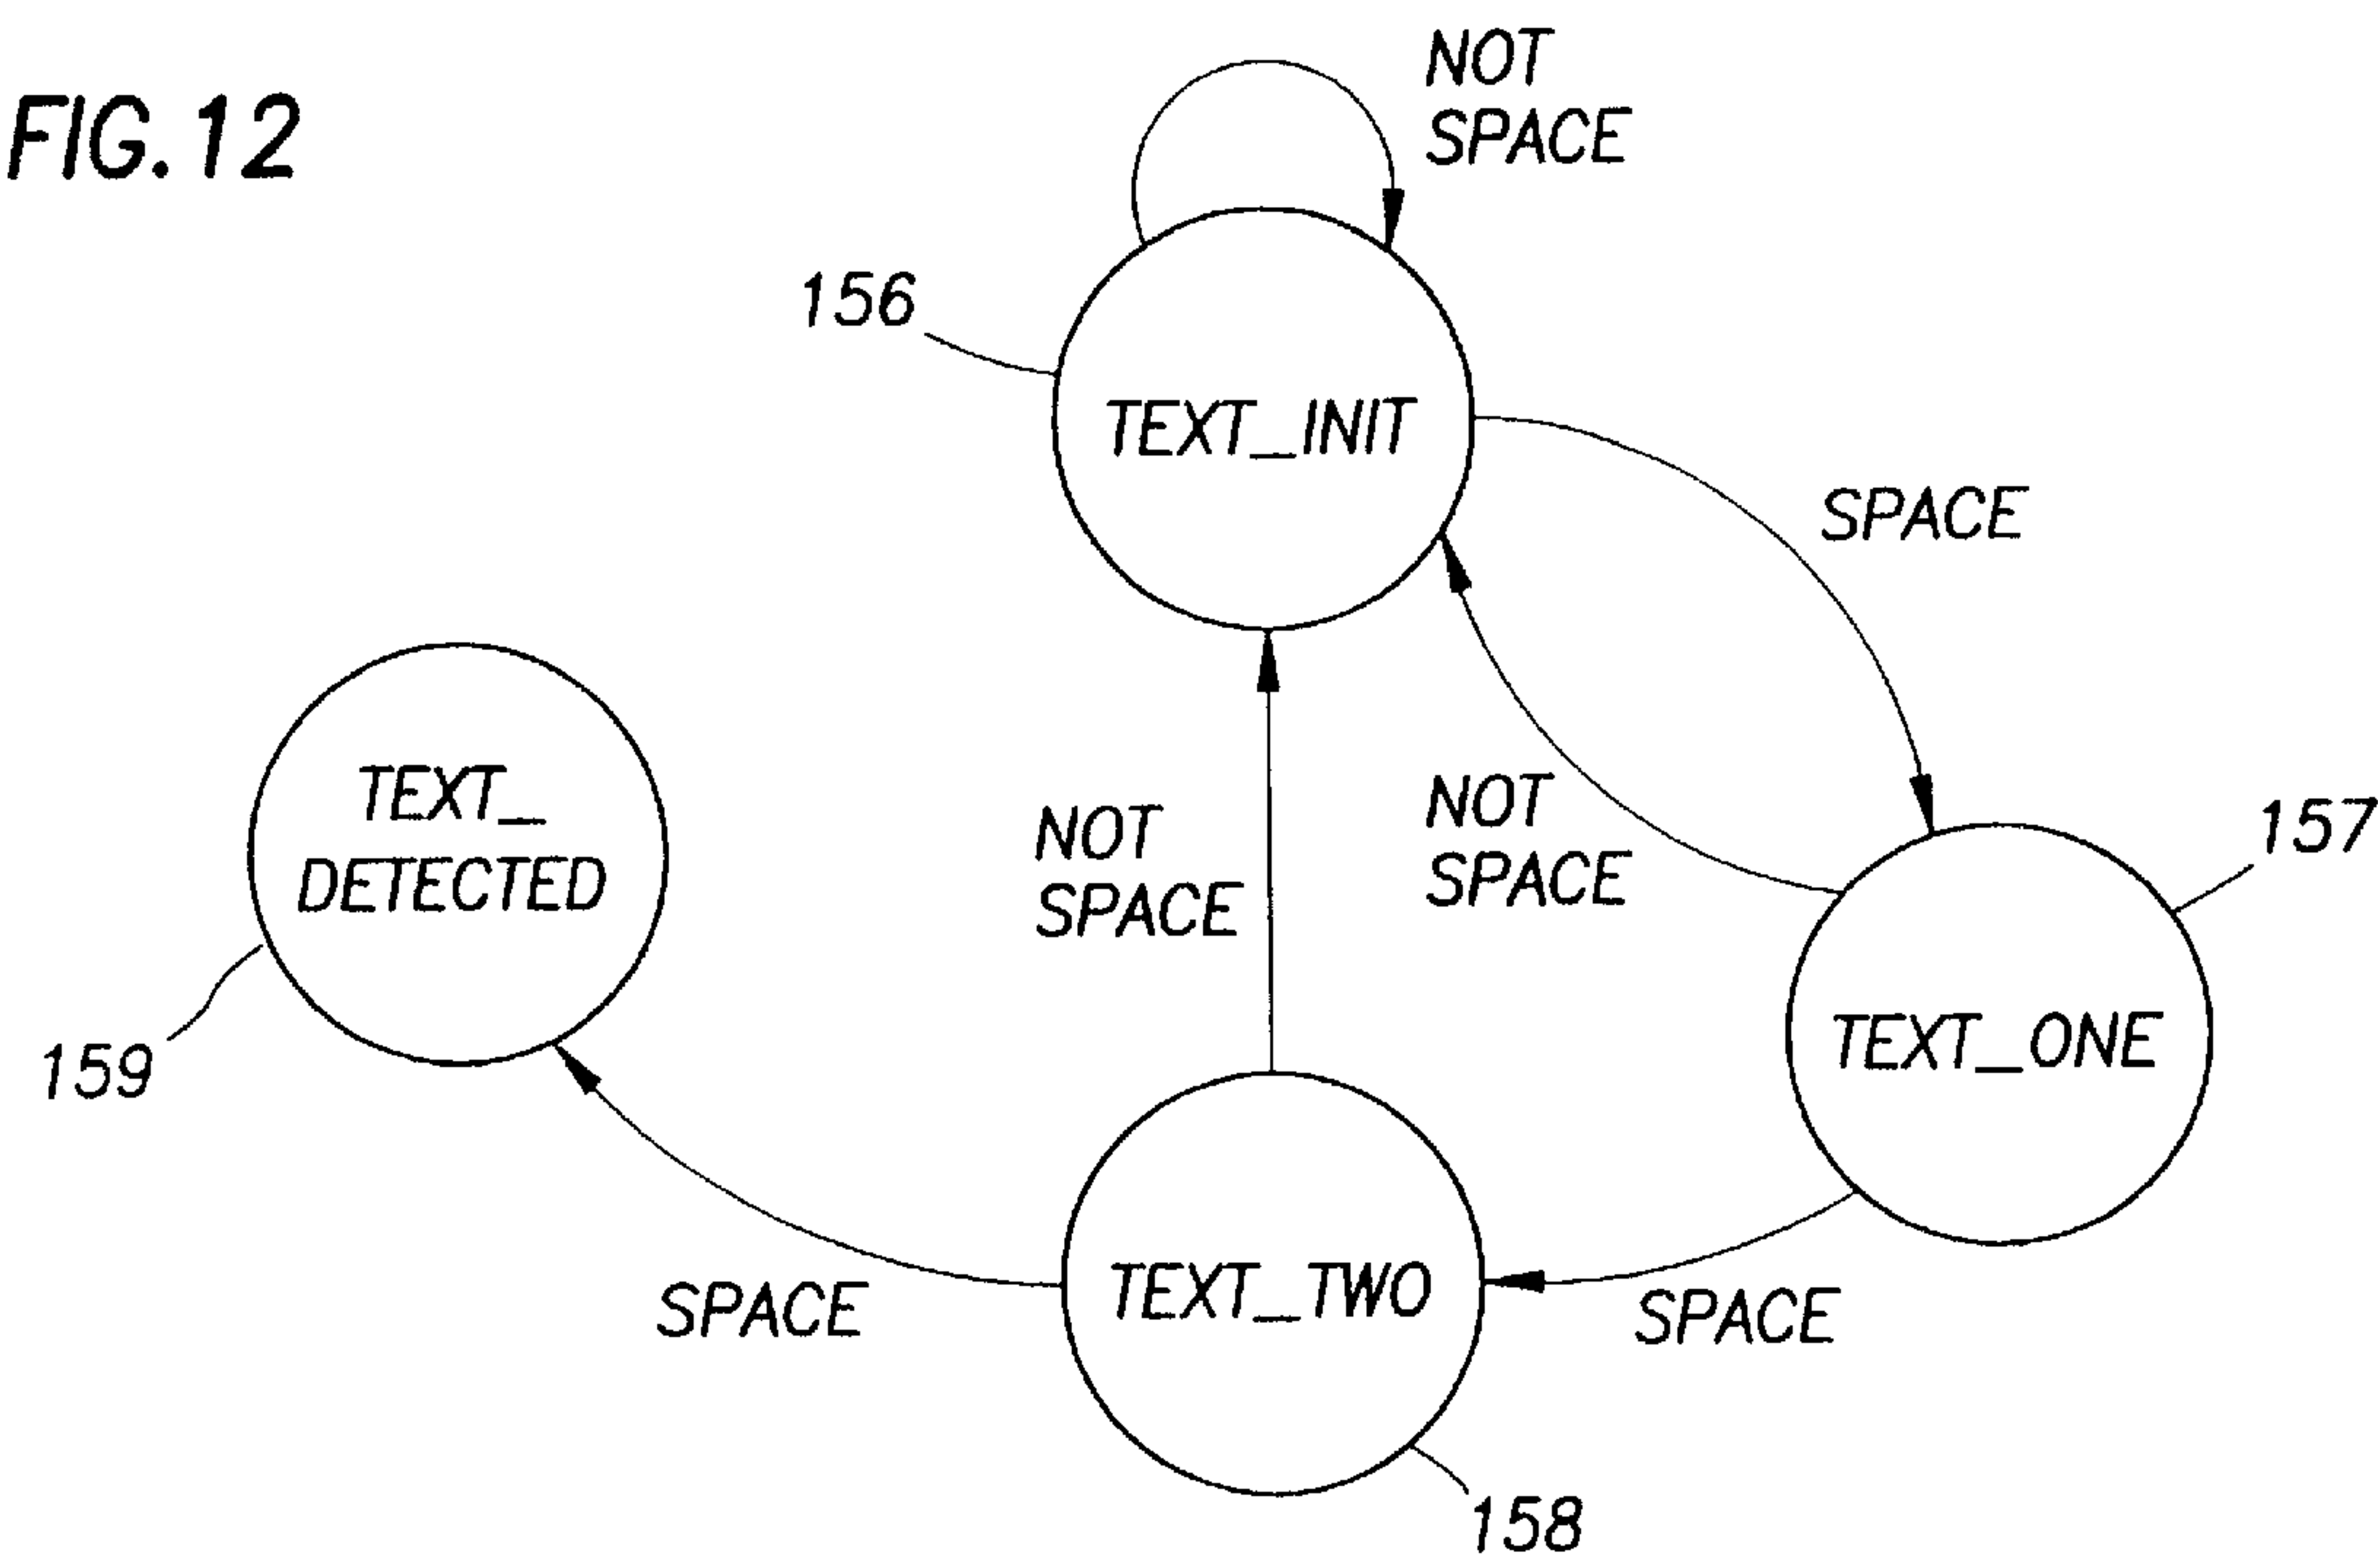 FIG.12
NOT
SPACE
156
TEXT_INIT
SPACE
TEXT_
DETECTED
NOT
SPACE
NOT
SPACE
157
159
TEXT_ONE
SPACE
TEXT_TWO
SPACE
158